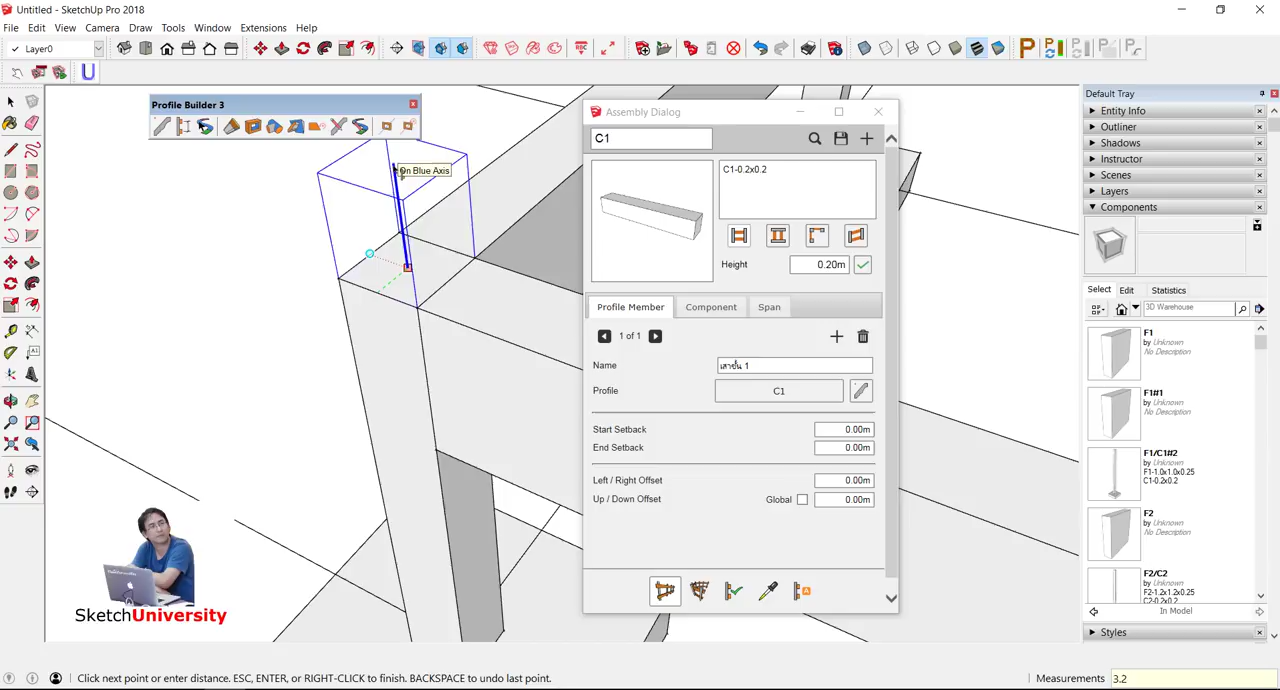 Untitled - SketchUp Pro 2018
File Edit View Camera Draw Tools Window Extensions Help
Layer0
Profile Builder 3
On Blue Axis
Assembly Dialog
C1
C1-0.2x0.2
Height 0.20m
Profile Member Component Span
1 of 1
Name เสาชั้น 1
Profile C1
Start Setback 0.00m
End Setback 0.00m
Left / Right Offset 0.00m
Up / Down Offset Global 0.00m
Default Tray
Entity Info
Outliner
Shadows
Instructor
Scenes
Layers
Components
Select Edit Statistics
3D Warehouse
F1
by Unknown
No Description
F1#1
by Unknown
No Description
F1/C1#2
by Unknown
F1-1.0x1.0x0.25
C1-0.2x0.2
F2
by Unknown
No Description
F2/C2
by Unknown
F2-1.2x1.2x0.25
C2-0.2x0.2
In Model
Styles
SketchUniversity
Click next point or enter distance. ESC, ENTER, or RIGHT-CLICK to finish. BACKSPACE to undo last point.
Measurements 3.2